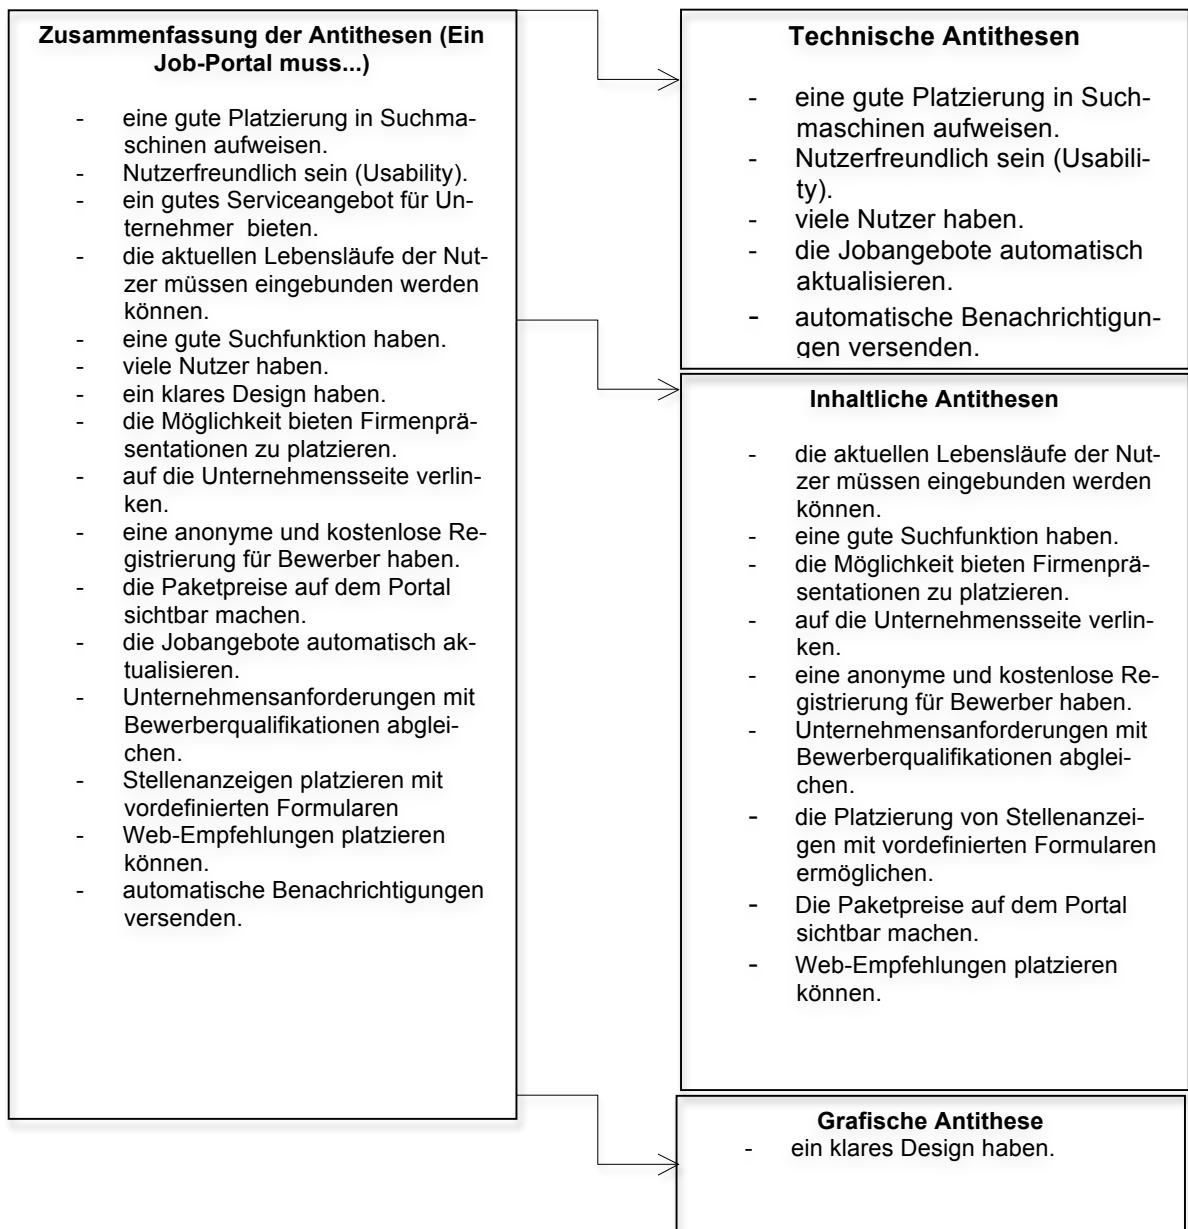 Zusammenfassung der Antithesen (Ein
Job-Portal muss...)
- eine gute Platzierung in Suchma-
schinen aufweisen.
- Nutzerfreundlich sein (Usability).
- ein gutes Serviceangebot für Un-
ternehmer bieten.
- die aktuellen Lebensläufe der Nut-
zer müssen eingebunden werden
können.
- eine gute Suchfunktion haben.
- viele Nutzer haben.
- ein klares Design haben.
- die Möglichkeit bieten Firmenprä-
sentationen zu platzieren.
- auf die Unternehmensseite verlin-
ken.
- eine anonyme und kostenlose Re-
gistrierung für Bewerber haben.
- die Paketpreise auf dem Portal
sichtbar machen.
- die Jobangebote automatisch ak-
tualisieren.
- Unternehmensanforderungen mit
Bewerberqualifikationen abglei-
chen.
- Stellenanzeigen platzieren mit
vordefinierten Formularen
- Web-Empfehlungen platzieren
können.
- automatische Benachrichtigungen
versenden.
Technische Antithesen
- eine gute Platzierung in Such-
maschinen aufweisen.
- Nutzerfreundlich sein (Usabili-
ty).
- viele Nutzer haben.
- die Jobangebote automatisch
aktualisieren.
- automatische Benachrichtigun-
gen versenden.
Inhaltliche Antithesen
- die aktuellen Lebensläufe der Nut-
zer müssen eingebunden werden
können.
- eine gute Suchfunktion haben.
- die Möglichkeit bieten Firmenprä-
sentationen zu platzieren.
- auf die Unternehmensseite verlin-
ken.
- eine anonyme und kostenlose Re-
gistrierung für Bewerber haben.
- Unternehmensanforderungen mit
Bewerberqualifikationen abglei-
chen.
- die Platzierung von Stellenanzei-
gen mit vordefinierten Formularen
ermöglichen.
- Die Paketpreise auf dem Portal
sichtbar machen.
- Web-Empfehlungen platzieren
können.
Grafische Antithese
- ein klares Design haben.